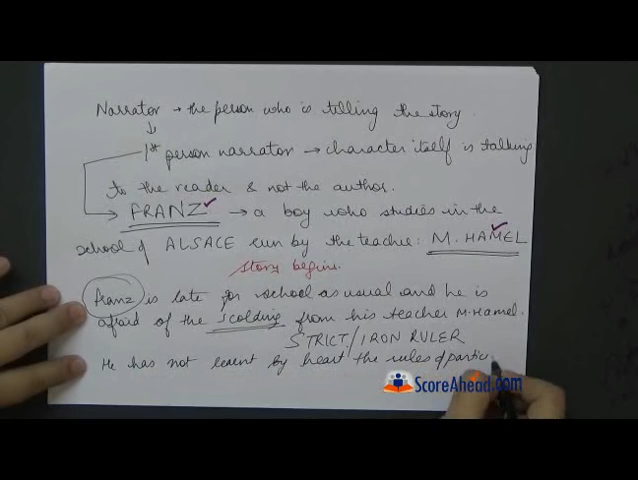 Narrator → the person who is telling the story.
1st person narrator → character itself is talking
to the reader & not the author.
FRANZ → a boy who studies in the
school of ALSACE run by the teacher: M. HAMEL
story begins.
franz is late for school as usual and he is
afraid of the scolding from his teacher M. Hamel.
STRICT/IRON RULER
He has not learnt by heart the rules of partic
ScoreAhead.com